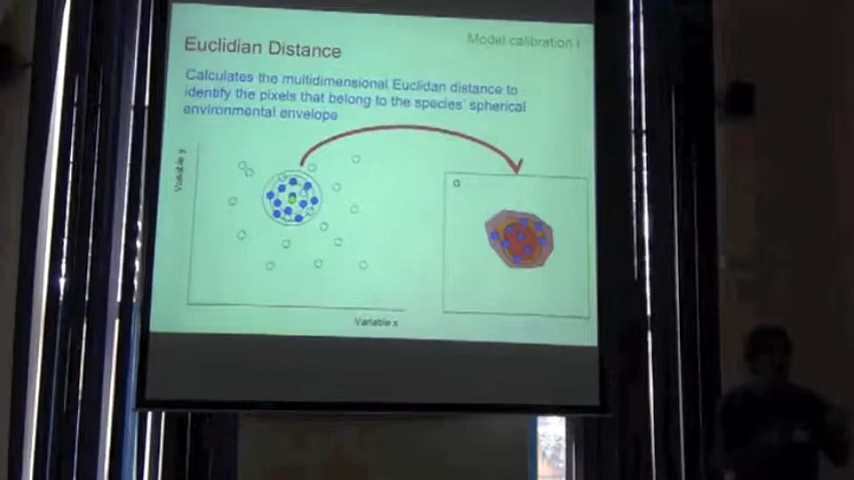 Model calibration I
Euclidian Distance
Calculates the multidimensional Euclidan distance to
identify the pixels that belong to the species' spherical
environmental envelope
Variable y
G
Variable x